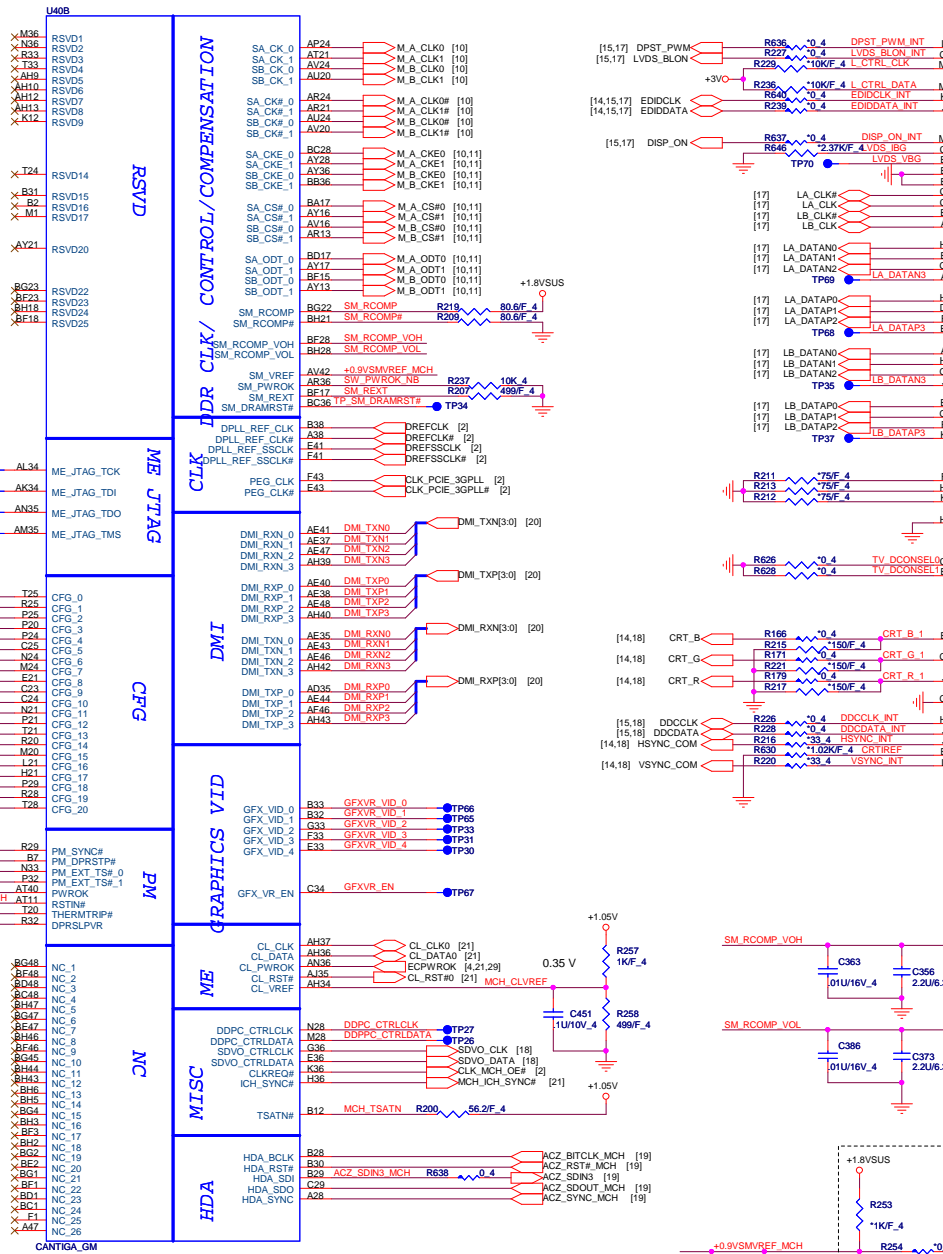 U40B
M36 RSVD1
N36 RSVD2
R33 RSVD3
T33 RSVD4
AH9 RSVD5
AH10 RSVD6
AH12 RSVD7
AH13 RSVD8
K12 RSVD9
T24 RSVD14
B31 RSVD15
B2 RSVD16
M1 RSVD17
AY21 RSVD20
BG23 RSVD22
BF23 RSVD23
BH18 RSVD24
BF18 RSVD25
RSVD
AL34 ME_JTAG_TCK
AK34 ME_JTAG_TDI
AN35 ME_JTAG_TDO
AM35 ME_JTAG_TMS
ME JTAG
T25 CFG_0
R25 CFG_1
P25 CFG_2
P20 CFG_3
P24 CFG_4
C25 CFG_5
N24 CFG_6
M24 CFG_7
E21 CFG_8
C23 CFG_9
C24 CFG_10
N21 CFG_11
P21 CFG_12
T21 CFG_13
R20 CFG_14
M20 CFG_15
L21 CFG_16
H21 CFG_17
P29 CFG_18
R28 CFG_19
T28 CFG_20
CFG
R29 PM_SYNC#
B7 PM_DPRSTP#
N33 PM_EXT_TS#_0
P32 PM_EXT_TS#_1
AT40 PWROK
H AT11 RSTIN#
T20 THERMTRIP#
R32 DPRSLPVR
PM
BG48 NC_1
BF48 NC_2
BD48 NC_3
BC48 NC_4
BH47 NC_5
BG47 NC_6
BE47 NC_7
BH46 NC_8
BF46 NC_9
BG45 NC_10
BH44 NC_11
BH43 NC_12
BH6 NC_13
BH5 NC_14
BG4 NC_15
BH3 NC_16
BF3 NC_17
BH2 NC_18
BG2 NC_19
BE2 NC_20
BG1 NC_21
BF1 NC_22
BD1 NC_23
BC1 NC_24
F1 NC_25
A47 NC_26
NC
CANTIGA_GM
DDR CLK/ CONTROL/COMPENSATION
SA_CK_0 AP24 M_A_CLK0 [10]
SA_CK_1 AT21 M_A_CLK1 [10]
SB_CK_0 AV24 M_B_CLK0 [10]
SB_CK_1 AU20 M_B_CLK1 [10]
SA_CK#_0 AR24 M_A_CLK0# [10]
SA_CK#_1 AR21 M_A_CLK1# [10]
SB_CK#_0 AU24 M_B_CLK0# [10]
SB_CK#_1 AV20 M_B_CLK1# [10]
SA_CKE_0 BC28 M_A_CKE0 [10,11]
SA_CKE_1 AY28 M_A_CKE1 [10,11]
SB_CKE_0 AY36 M_B_CKE0 [10,11]
SB_CKE_1 BB36 M_B_CKE1 [10,11]
SA_CS#_0 BA17 M_A_CS#0 [10,11]
SA_CS#_1 AY16 M_A_CS#1 [10,11]
SB_CS#_0 AV16 M_B_CS#0 [10,11]
SB_CS#_1 AR13 M_B_CS#1 [10,11]
SA_ODT_0 BD17 M_A_ODT0 [10,11]
SA_ODT_1 AY17 M_A_ODT1 [10,11]
SB_ODT_0 BF15 M_B_ODT0 [10,11]
SB_ODT_1 AY13 M_B_ODT1 [10,11]
+1.8VSUS
SM_RCOMP BG22 SM_RCOMP R219 80.6/F_4
SM_RCOMP# BH21 SM_RCOMP# R209 80.6/F_4
SM_RCOMP_VOH BF28 SM_RCOMP_VOH
SM_RCOMP_VOL BH28 SM_RCOMP_VOL
SM_VREF AV42 +0.9VSMVREF_MCH
SM_PWROK AR36 SW_PWROK_NB R237 10K_4
SM_REXT BF17 SM_REXT R207 499/F_4
SM_DRAMRST# BC36 TP_SM_DRAMRST# TP34
CLK
DPLL_REF_CLK B38 DREFCLK [2]
DPLL_REF_CLK# A38 DREFCLK# [2]
DPLL_REF_SSCLK E41 DREFSSCLK [2]
DPLL_REF_SSCLK# F41 DREFSSCLK# [2]
PEG_CLK F43 CLK_PCIE_3GPLL [2]
PEG_CLK# E43 CLK_PCIE_3GPLL# [2]
DMI
DMI_TXN[3:0] [20]
DMI_RXN_0 AE41 DMI_TXN0
DMI_RXN_1 AE37 DMI_TXN1
DMI_RXN_2 AE47 DMI_TXN2
DMI_RXN_3 AH39 DMI_TXN3
DMI_TXP[3:0] [20]
DMI_RXP_0 AE40 DMI_TXP0
DMI_RXP_1 AE38 DMI_TXP1
DMI_RXP_2 AE48 DMI_TXP2
DMI_RXP_3 AH40 DMI_TXP3
DMI_RXN[3:0] [20]
DMI_TXN_0 AE35 DMI_RXN0
DMI_TXN_1 AE43 DMI_RXN1
DMI_TXN_2 AE46 DMI_RXN2
DMI_TXN_3 AH42 DMI_RXN3
DMI_RXP[3:0] [20]
DMI_TXP_0 AD35 DMI_RXP0
DMI_TXP_1 AE44 DMI_RXP1
DMI_TXP_2 AF46 DMI_RXP2
DMI_TXP_3 AH43 DMI_RXP3
GRAPHICS VID
GFX_VID_0 B33 GFXVR_VID_0 TP66
GFX_VID_1 B32 GFXVR_VID_1 TP65
GFX_VID_2 G33 GFXVR_VID_2 TP33
GFX_VID_3 F33 GFXVR_VID_3 TP31
GFX_VID_4 E33 GFXVR_VID_4 TP30
GFX_VR_EN C34 GFXVR_EN TP67
ME
CL_CLK AH37 CL_CLK0 [21]
CL_DATA AH36 CL_DATA0 [21]
CL_PWROK AN36 ECPWROK [4,21,29]
CL_RST# AJ35 CL_RST#0 [21]
CL_VREF AH34 MCH_CLVREF
+1.05V
R257
1K/F_4
0.35 V
C451
.1U/10V_4
R258
499/F_4
MISC
DDPC_CTRLCLK N28 DDPC_CTRLCLK TP27
DDPC_CTRLDATA M28 DDPC_CTRLDATA TP26
SDVO_CTRLCLK G36 SDVO_CLK [18]
SDVO_CTRLDATA E36 SDVO_DATA [18]
CLKREQ# K36 CLK_MCH_OE# [2]
ICH_SYNC# H36 MCH_ICH_SYNC# [21]
+1.05V
TSATN# B12 MCH_TSATN R200 56.2/F_4
HDA
HDA_BCLK B28 ACZ_BITCLK_MCH [19]
HDA_RST# B30 ACZ_RST#_MCH [19]
HDA_SDI B29 ACZ_SDIN3_MCH R638 0_4 ACZ_SDIN3 [19]
HDA_SDO C29 ACZ_SDOUT_MCH [19]
HDA_SYNC A28 ACZ_SYNC_MCH [19]
[15,17] DPST_PWM R636 *0_4 DPST_PWM_INT
[15,17] LVDS_BLON R227 *0_4 LVDS_BLON_INT
R229 *10K/F_4 L_CTRL_CLK
+3V
R236 *10K/F_4 L_CTRL_DATA
[14,15,17] EDIDCLK R640 *0_4 EDIDCLK_INT
[14,15,17] EDIDDATA R239 *0_4 EDIDDATA_INT
[15,17] DISP_ON R637 *0_4 DISP_ON_INT
R646 *2.37K/F_4 LVDS_IBG
TP70 LVDS_VBG
[17] LA_CLK#
[17] LA_CLK
[17] LB_CLK#
[17] LB_CLK
[17] LA_DATAN0
[17] LA_DATAN1
[17] LA_DATAN2
TP69 LA_DATAN3
[17] LA_DATAP0
[17] LA_DATAP1
[17] LA_DATAP2
TP68 LA_DATAP3
[17] LB_DATAN0
[17] LB_DATAN1
[17] LB_DATAN2
TP35 LB_DATAN3
[17] LB_DATAP0
[17] LB_DATAP1
[17] LB_DATAP2
TP37 LB_DATAP3
R211 *75/F_4
R213 *75/F_4
R212 *75/F_4
R626 *0_4 TV_DCONSEL0
R628 *0_4 TV_DCONSEL1
[14,18] CRT_B R166 *0_4 CRT_B_1
R215 *150/F_4
[14,18] CRT_G R171 *0_4 CRT_G_1
R221 *150/F_4
[14,18] CRT_R R179 *0_4 CRT_R_1
R217 *150/F_4
[15,18] DDCCLK R226 *0_4 DDCCLK_INT
[15,18] DDCDATA R228 *0_4 DDCDATA_INT
[14,18] HSYNC_COM R216 *33_4 HSYNC_INT
R630 *1.02K/F_4 CRTIREF
[14,18] VSYNC_COM R220 *33_4 VSYNC_INT
SM_RCOMP_VOH
C363
.01U/16V_4
C356
2.2U/6.
SM_RCOMP_VOL
C386
.01U/16V_4
C373
2.2U/6.
+1.8VSUS
R253
*1K/F_4
+0.9VSMVREF_MCH R254 *0